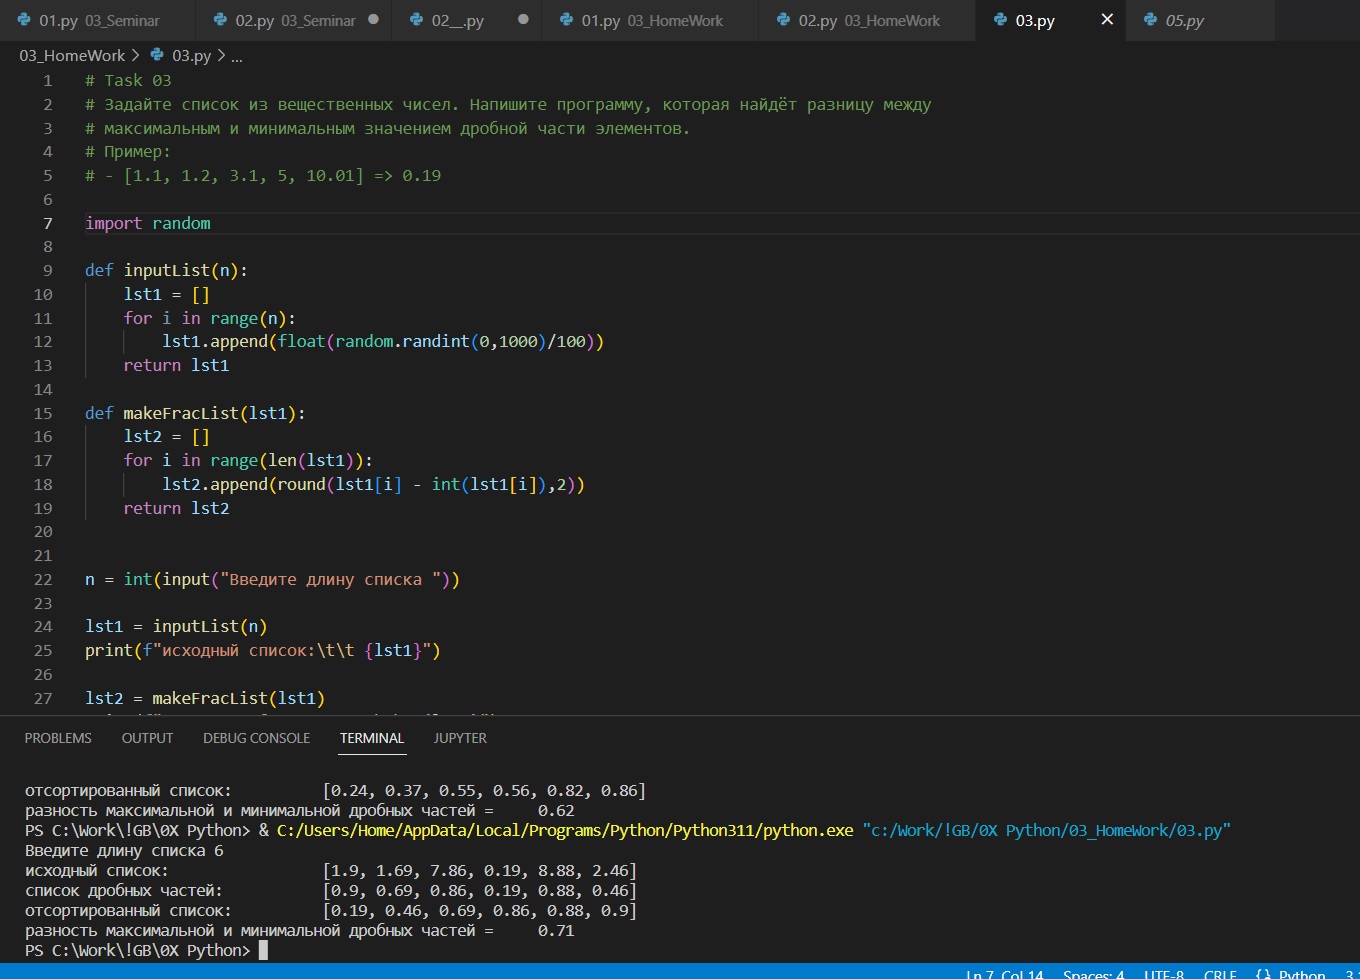 01.py 03_Seminar 02.py 03_Seminar 02__.py 01.py 03_HomeWork 02.py 03_HomeWork 03.py 05.py
03_HomeWork > 03.py > ...
1 # Task 03
2 # Задайте список из вещественных чисел. Напишите программу, которая найдёт разницу между
3 # максимальным и минимальным значением дробной части элементов.
4 # Пример:
5 # - [1.1, 1.2, 3.1, 5, 10.01] => 0.19
6
7 import random
8
9 def inputList(n):
10 lst1 = []
11 for i in range(n):
12 lst1.append(float(random.randint(0,1000)/100))
13 return lst1
14
15 def makeFracList(lst1):
16 lst2 = []
17 for i in range(len(lst1)):
18 lst2.append(round(lst1[i] - int(lst1[i]),2))
19 return lst2
20
21
22 n = int(input("Введите длину списка "))
23
24 lst1 = inputList(n)
25 print(f"исходный список:\t\t {lst1}")
26
27 lst2 = makeFracList(lst1)
PROBLEMS OUTPUT DEBUG CONSOLE TERMINAL JUPYTER
отсортированный список: [0.24, 0.37, 0.55, 0.56, 0.82, 0.86]
разность максимальной и минимальной дробных частей = 0.62
PS C:\Work\!GB\0X Python> & C:/Users/Home/AppData/Local/Programs/Python/Python311/python.exe "c:/Work/!GB/0X Python/03_HomeWork/03.py"
Введите длину списка 6
исходный список: [1.9, 1.69, 7.86, 0.19, 8.88, 2.46]
список дробных частей: [0.9, 0.69, 0.86, 0.19, 0.88, 0.46]
отсортированный список: [0.19, 0.46, 0.69, 0.86, 0.88, 0.9]
разность максимальной и минимальной дробных частей = 0.71
PS C:\Work\!GB\0X Python>
Ln 7, Col 14 Spaces: 4 UTF-8 CRLF {} Python